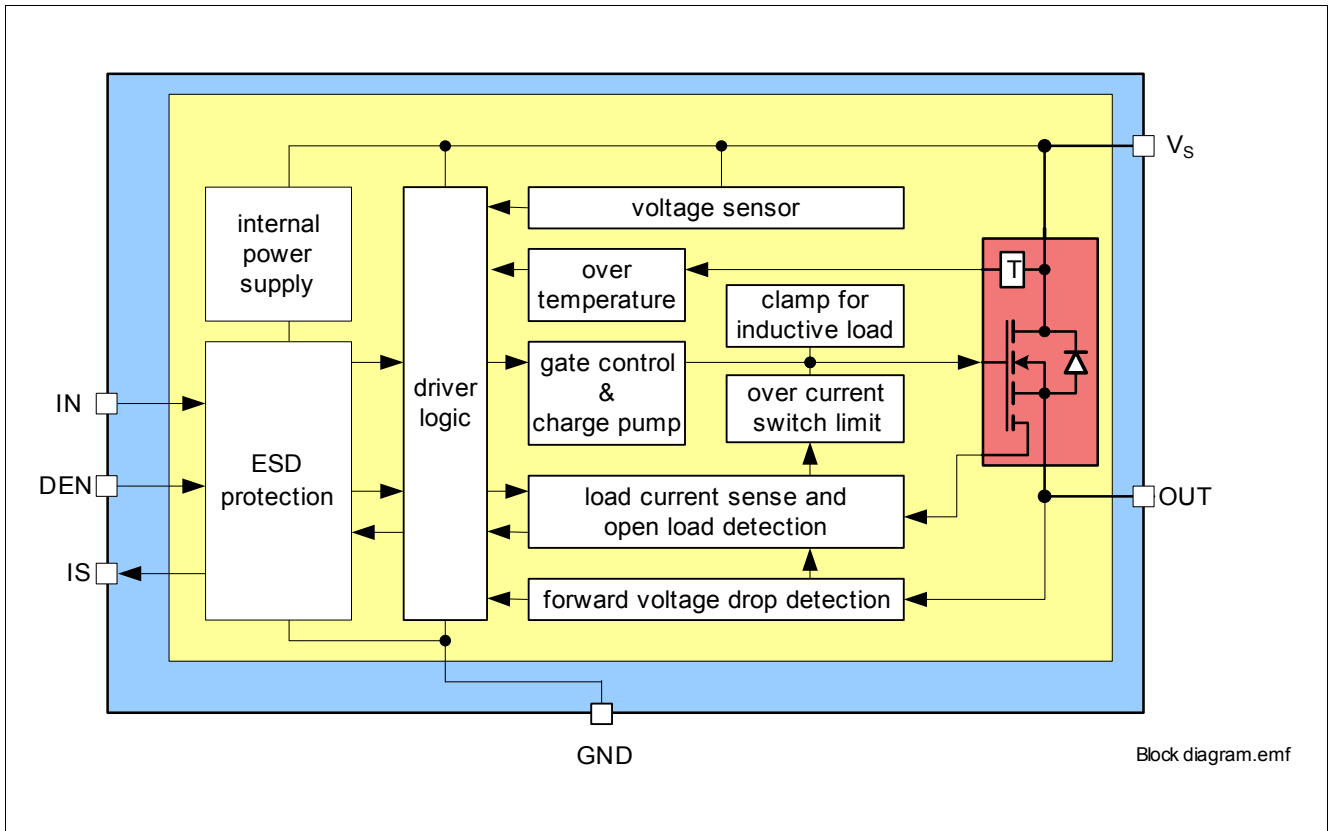 V_S
voltage sensor
internal
power
supply
over
temperature
T
clamp for
inductive load
gate control
&
charge pump
driver
logic
over current
switch limit
IN
DEN
ESD
protection
load current sense and
open load detection
OUT
IS
forward voltage drop detection
GND
Block diagram.emf